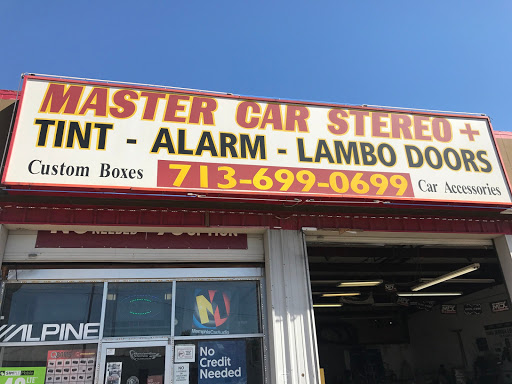 MASTER CAR STEREO +
TINT - ALARM - LAMBO DOORS
Custom Boxes 713-699-0699 Car Accessories
ALPINE
No
Credit
Needed